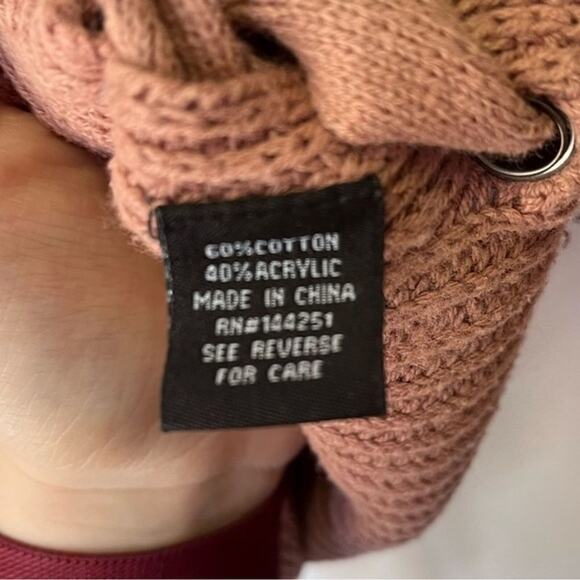 60%COTTON
40%ACRYLIC
MADE IN CHINA
RN#144251
SEE REVERSE
FOR CARE